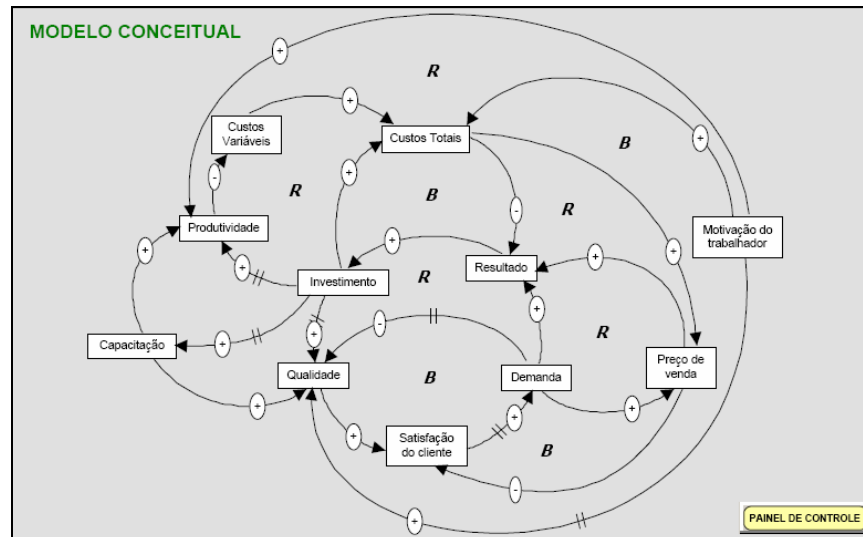 MODELO CONCEITUAL
+
R
Custos
Variáveis
+
Custos Totais
+
B
+
-
R
B
-
R
Produtividade
+
+
+
+
Motivação do
trabalhador
Investimento
R
Resultado
+
R
Capacitação
+
+
-
Qualidade
B
Demanda
Preço de
venda
+
+
+
+
Satisfação
do cliente
B
-
+
PAINEL DE CONTROLE